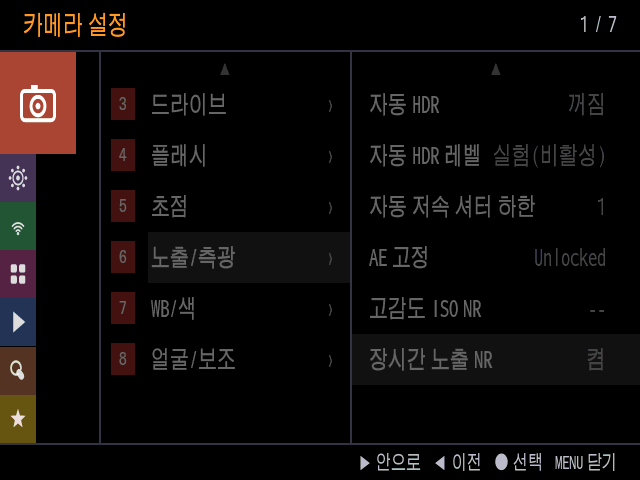 카메라 설정 1 / 7
3 드라이브 〉
4 플래시 〉
5 초점 〉
6 노출/측광 〉
7 WB/색 〉
8 얼굴/보조 〉
자동 HDR 꺼짐
자동 HDR 레벨 실험(비활성)
자동 저속 셔터 하한 1
AE 고정 Unlocked
고감도 ISO NR --
장시간 노출 NR 켬
안으로 이전 선택 MENU 닫기